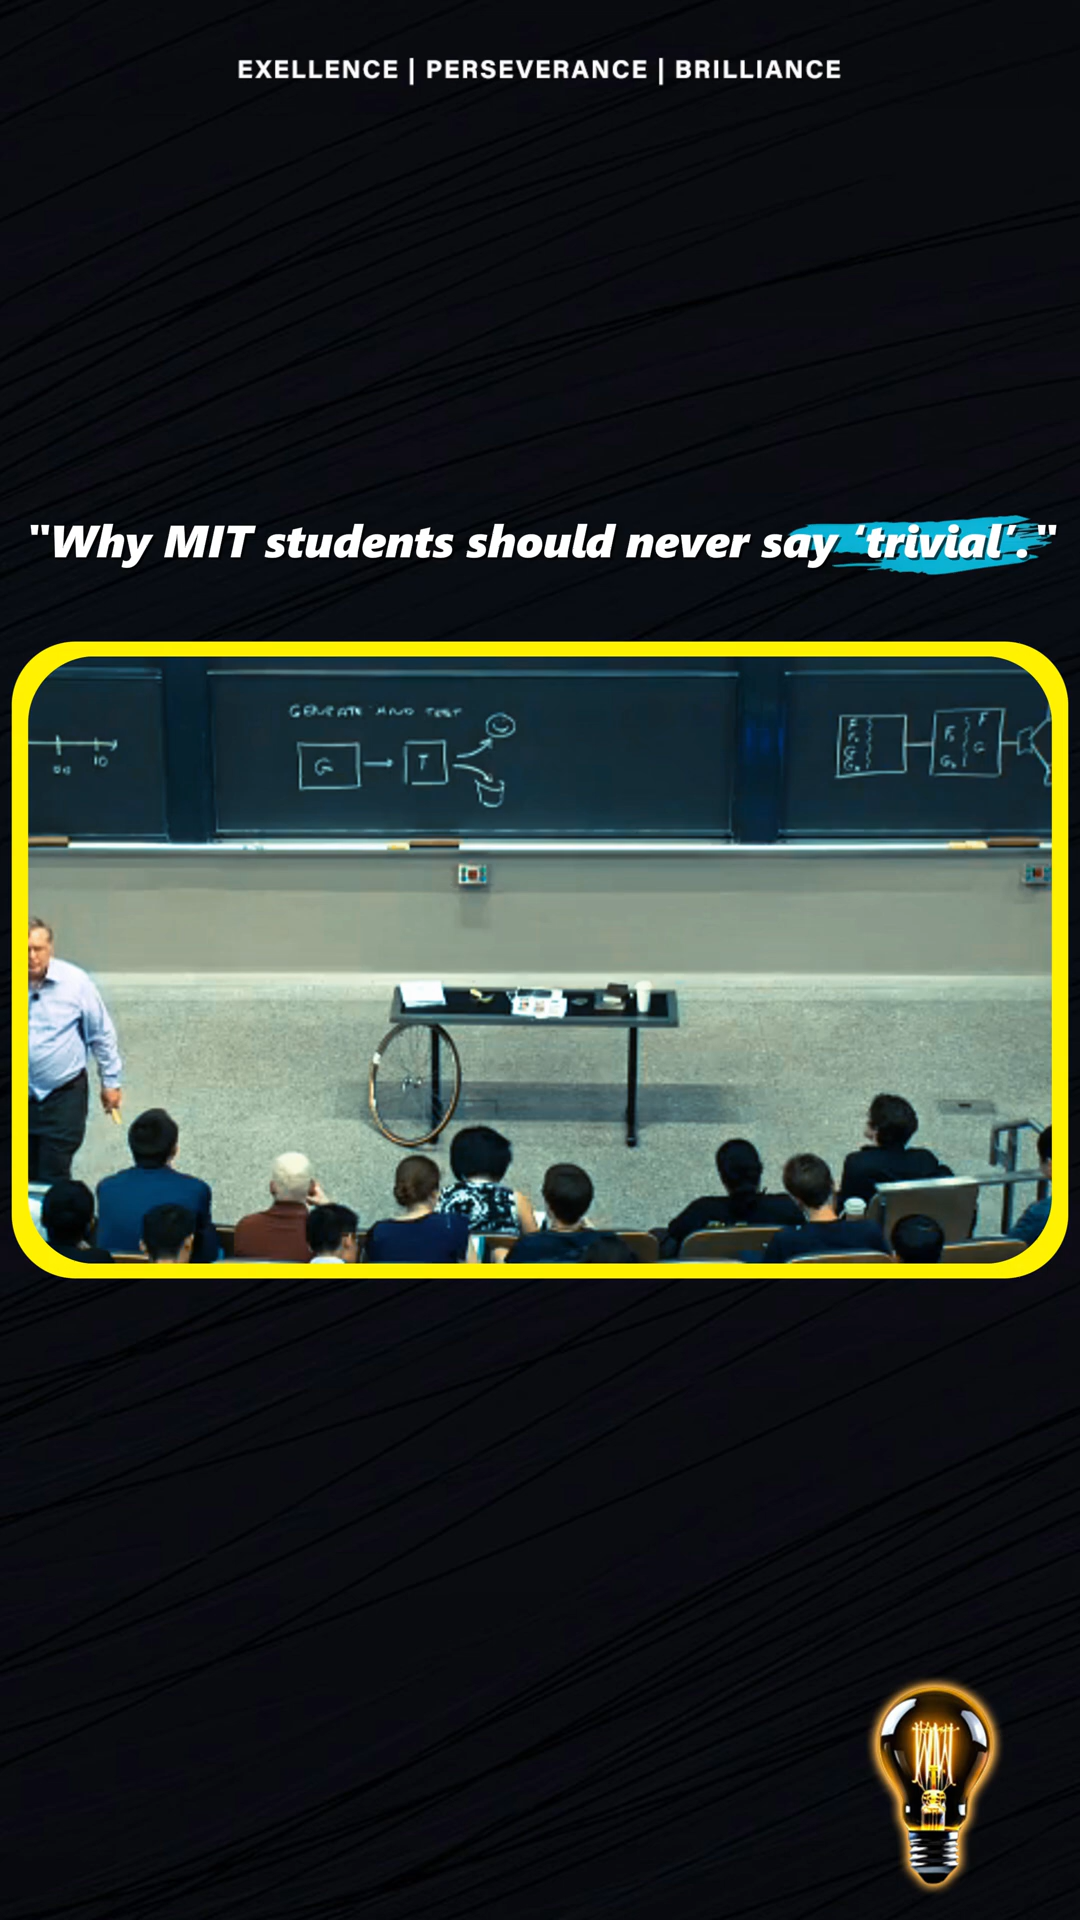 EXELLENCE | PERSEVERANCE | BRILLIANCE
"Why MIT students should never say ‘trivial’."
GENERATE AND TEST
G
T
10
F
G